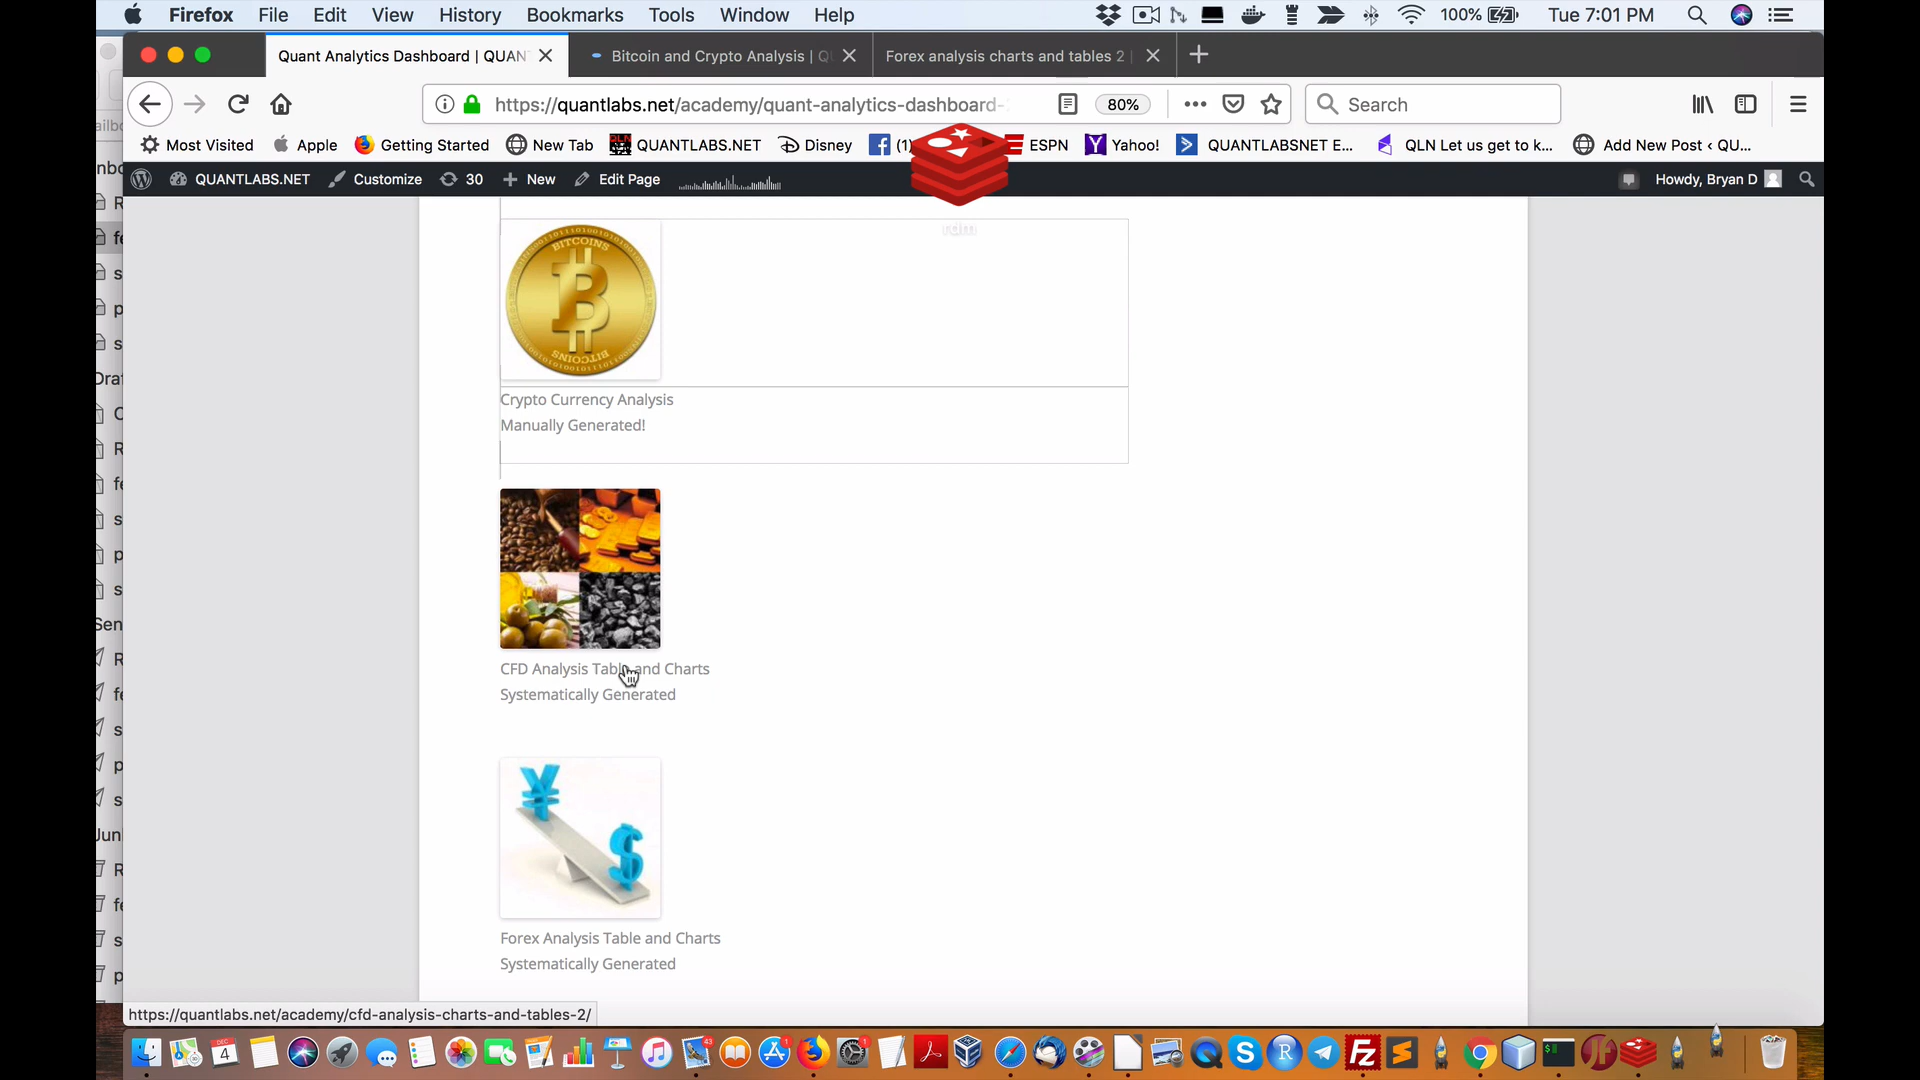 Firefox File Edit View History Bookmarks Tools Window Help 100% Tue 7:01 PM
Quant Analytics Dashboard | QUAN Bitcoin and Crypto Analysis | Q Forex analysis charts and tables 2 |
https://quantlabs.net/academy/quant-analytics-dashboard- 80% Search
Most Visited Apple Getting Started New Tab QUANTLABS.NET Disney (1) ESPN Yahoo! QUANTLABSNET E... QLN Let us get to k... Add New Post ‹ QU...
QUANTLABS.NET Customize 30 New Edit Page Howdy, Bryan D
rdm
BITCOINS
BITCOINS
Crypto Currency Analysis
Manually Generated!
CFD Analysis Table and Charts
Systematically Generated
Forex Analysis Table and Charts
Systematically Generated
https://quantlabs.net/academy/cfd-analysis-charts-and-tables-2/